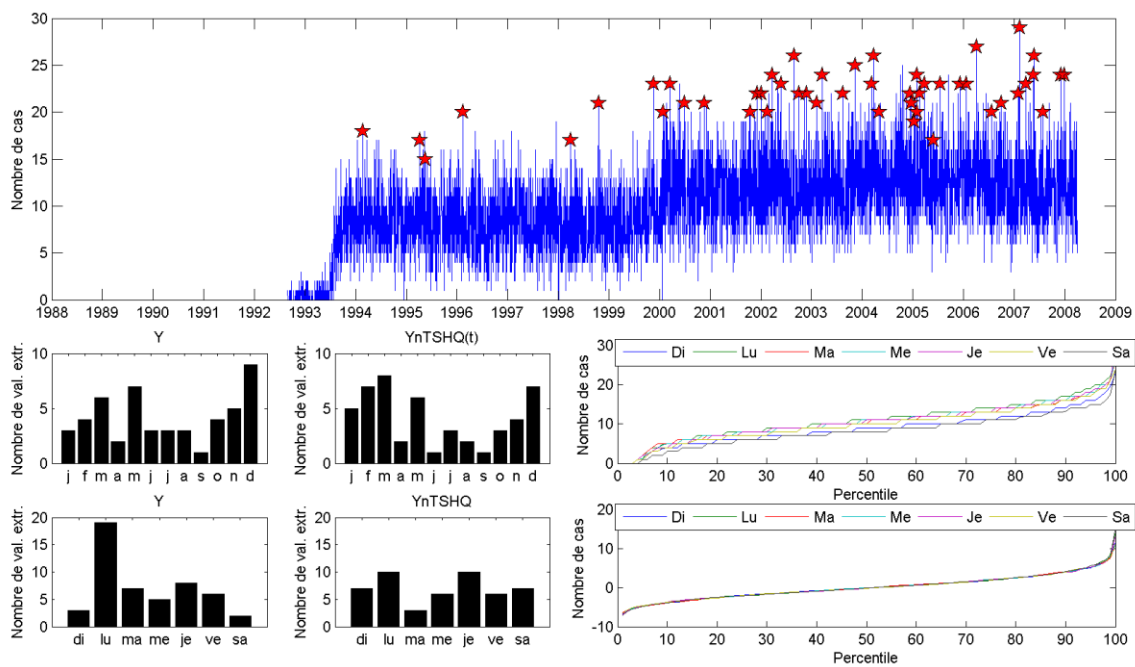 30
25
20
15
10
5
0
Nombre de cas
1988 1989 1990 1991 1992 1993 1994 1995 1996 1997 1998 1999 2000 2001 2002 2003 2004 2005 2006 2007 2008 2009
Y
10
5
0
Nombre de val. extr.
j f m a m j j a s o n d
YnTSHQ(t)
10
5
0
Nombre de val. extr.
j f m a m j j a s o n d
Di Lu Ma Me Je Ve Sa
30
20
10
0
Nombre de cas
0 10 20 30 40 50 60 70 80 90 100
Percentile
Y
20
15
10
5
0
Nombre de val. extr.
di lu ma me je ve sa
YnTSHQ
20
15
10
5
0
Nombre de val. extr.
di lu ma me je ve sa
Di Lu Ma Me Je Ve Sa
20
10
0
-10
Nombre de cas
0 10 20 30 40 50 60 70 80 90 100
Percentile